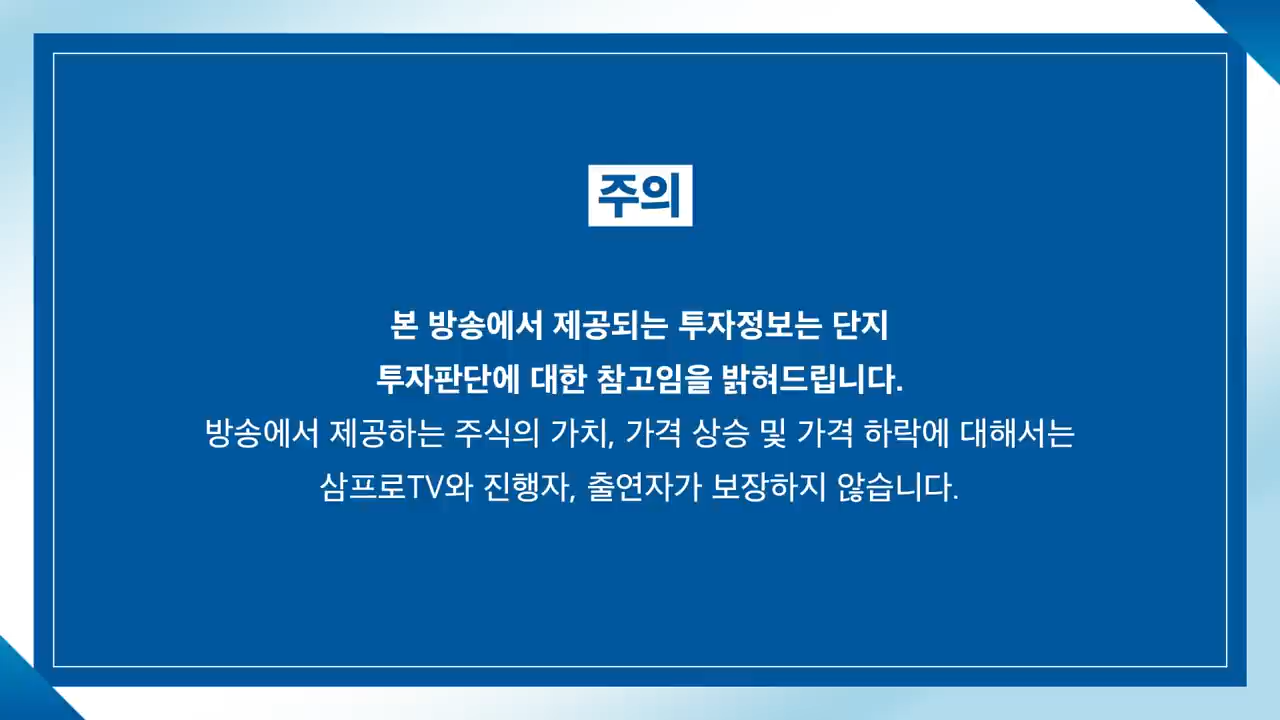 주의
본 방송에서 제공되는 투자정보는 단지
투자판단에 대한 참고임을 밝혀드립니다.
방송에서 제공하는 주식의 가치, 가격 상승 및 가격 하락에 대해서는
삼프로TV와 진행자, 출연자가 보장하지 않습니다.